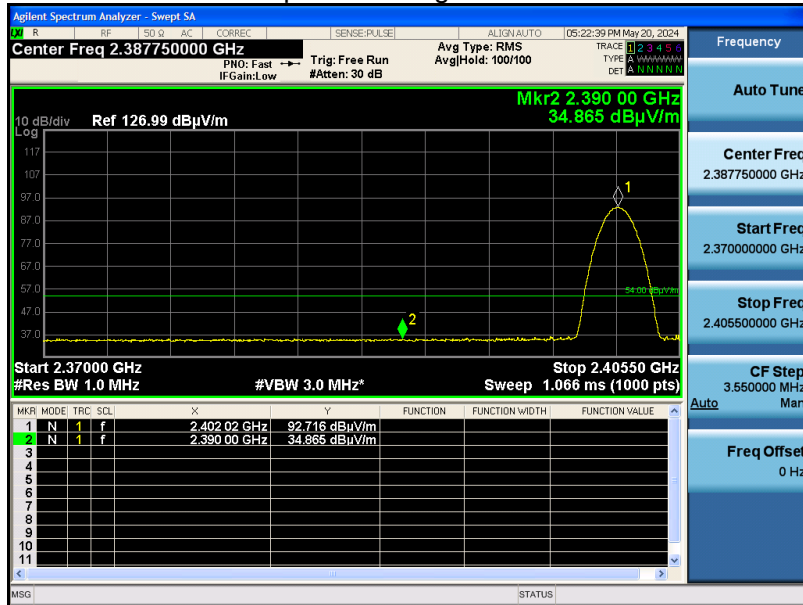 Agilent Spectrum Analyzer - Swept SA
LXI R RF 50 Ω AC CORREC SENSE:PULSE ALIGN AUTO 05:22:39 PM May 20, 2024
Center Freq 2.387750000 GHz
PNO: Fast
IFGain:Low
Trig: Free Run
#Atten: 30 dB
Avg Type: RMS
Avg|Hold: 100/100
TRACE 1 2 3 4 5 6
TYPE A WWWWW
DET A N N N N N
Mkr2 2.390 00 GHz
34.865 dBµV/m
10 dB/div Ref 126.99 dBµV/m
Log
117
107
97.0
87.0
77.0
67.0
57.0
47.0
37.0
1
2
54.00 dBµV/m
Start 2.37000 GHz Stop 2.40550 GHz
#Res BW 1.0 MHz #VBW 3.0 MHz* Sweep 1.066 ms (1000 pts)
MKR MODE TRC SCL X Y FUNCTION FUNCTION WIDTH FUNCTION VALUE
1 N 1 f 2.402 02 GHz 92.716 dBµV/m
2 N 1 f 2.390 00 GHz 34.865 dBµV/m
3
4
5
6
7
8
9
10
11
MSG STATUS
Frequency
Auto Tune
Center Freq
2.387750000 GHz
Start Freq
2.370000000 GHz
Stop Freq
2.405500000 GHz
CF Step
3.550000 MHz
Auto Man
Freq Offset
0 Hz